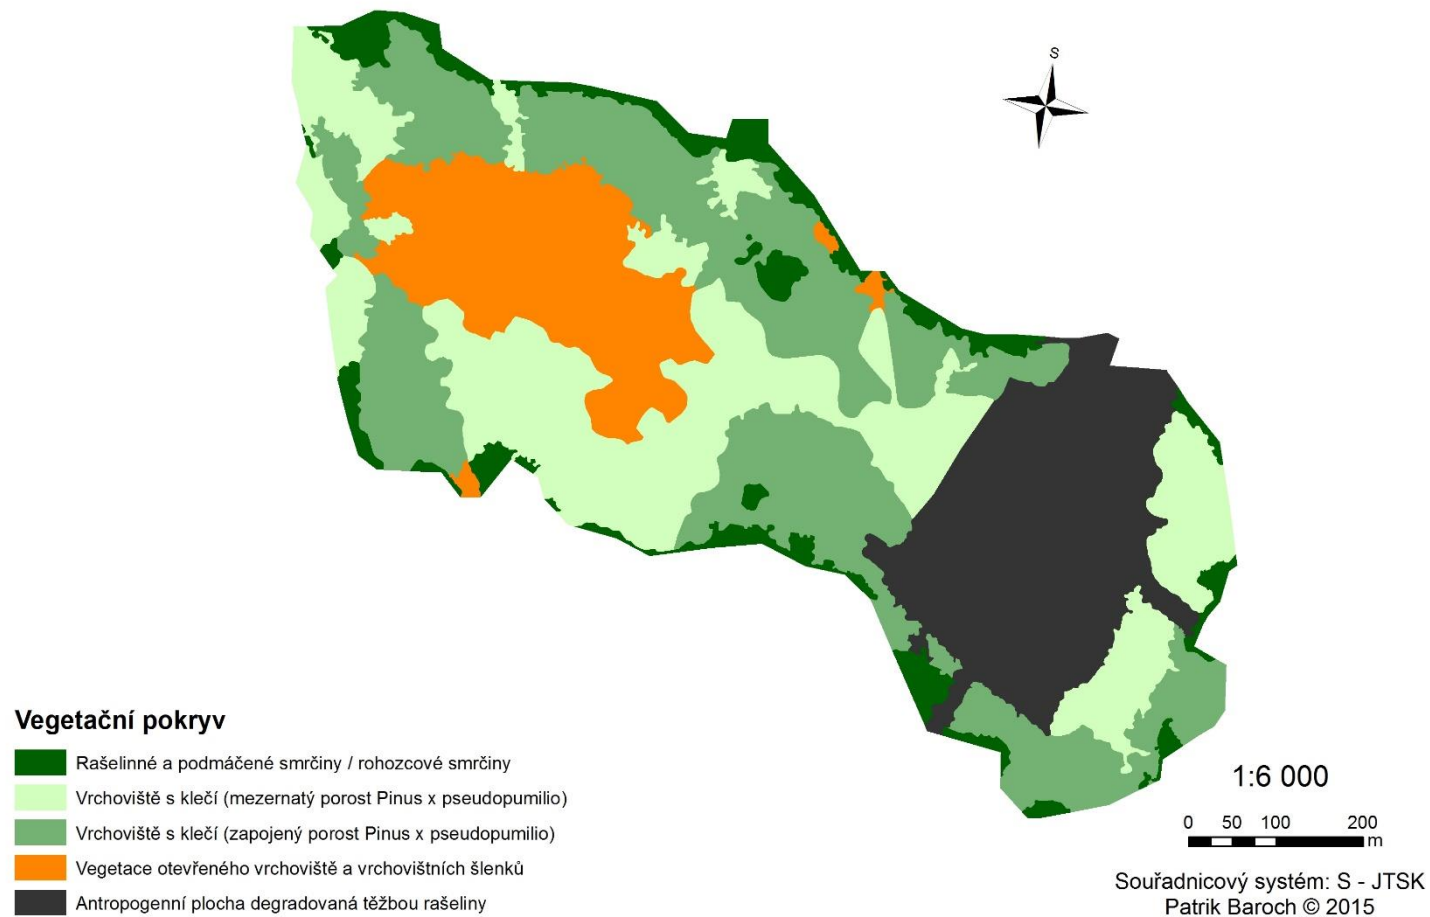 S
Vegetační pokryv
Rašelinné a podmáčené smrčiny / rohozcové smrčiny
Vrchoviště s klečí (mezernatý porost Pinus x pseudopumilio)
Vrchoviště s klečí (zapojený porost Pinus x pseudopumilio)
Vegetace otevřeného vrchoviště a vrchovištních šlenků
Antropogenní plocha degradovaná těžbou rašeliny
1:6 000
0 50 100 200
m
Souřadnicový systém: S - JTSK
Patrik Baroch © 2015